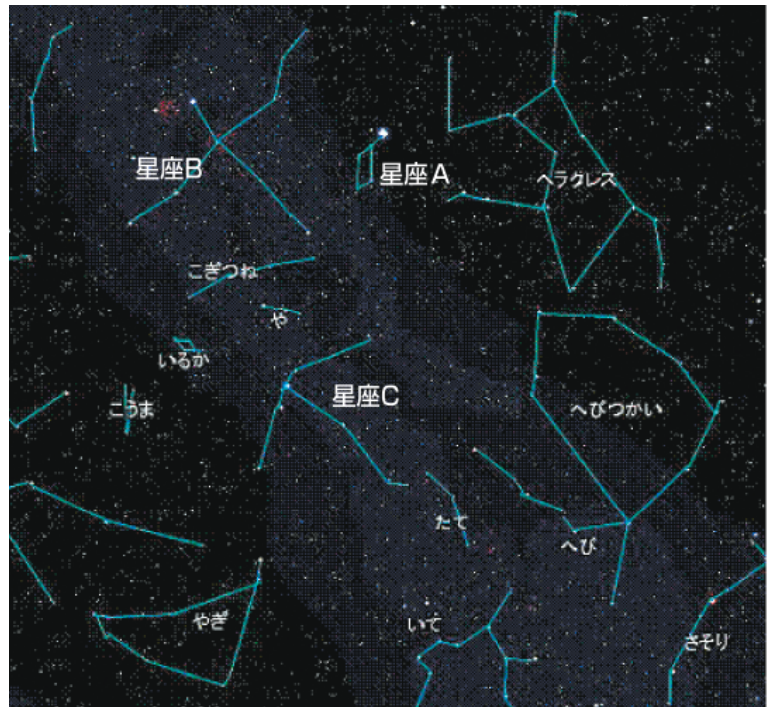 星座B
星座A
ヘラクレス
こぎつね
や
いるか
星座C
こうま
へびつかい
たて
へび
やぎ
いて
さそり